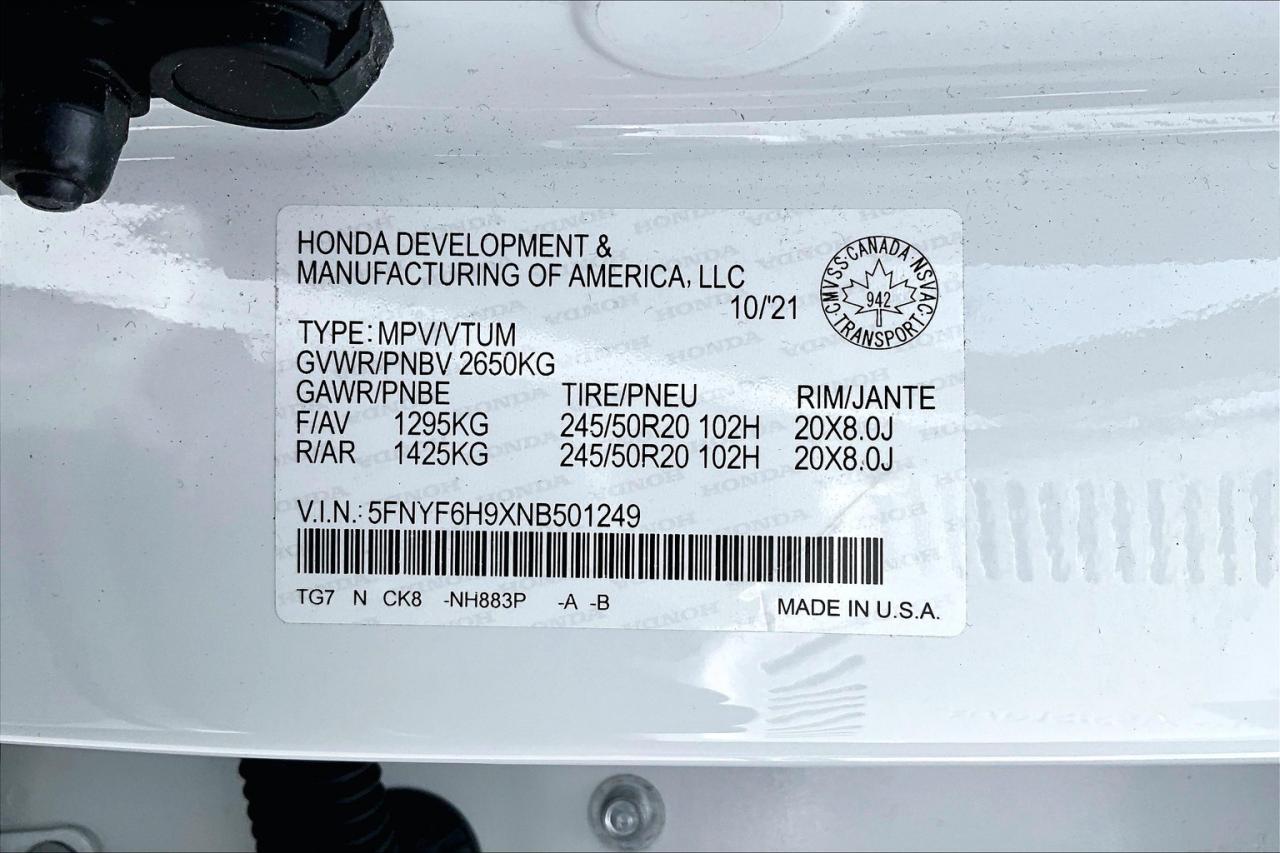 HONDA DEVELOPMENT &
MANUFACTURING OF AMERICA, LLC
10/'21
CMVSS·CANADA·NSVAC·TRANSPORT·
942
TYPE: MPV/VTUM
GVWR/PNBV 2650KG
GAWR/PNBE TIRE/PNEU RIM/JANTE
F/AV 1295KG 245/50R20 102H 20X8.0J
R/AR 1425KG 245/50R20 102H 20X8.0J
V.I.N.: 5FNYF6H9XNB501249
TG7 N CK8 -NH883P -A -B
MADE IN U.S.A.